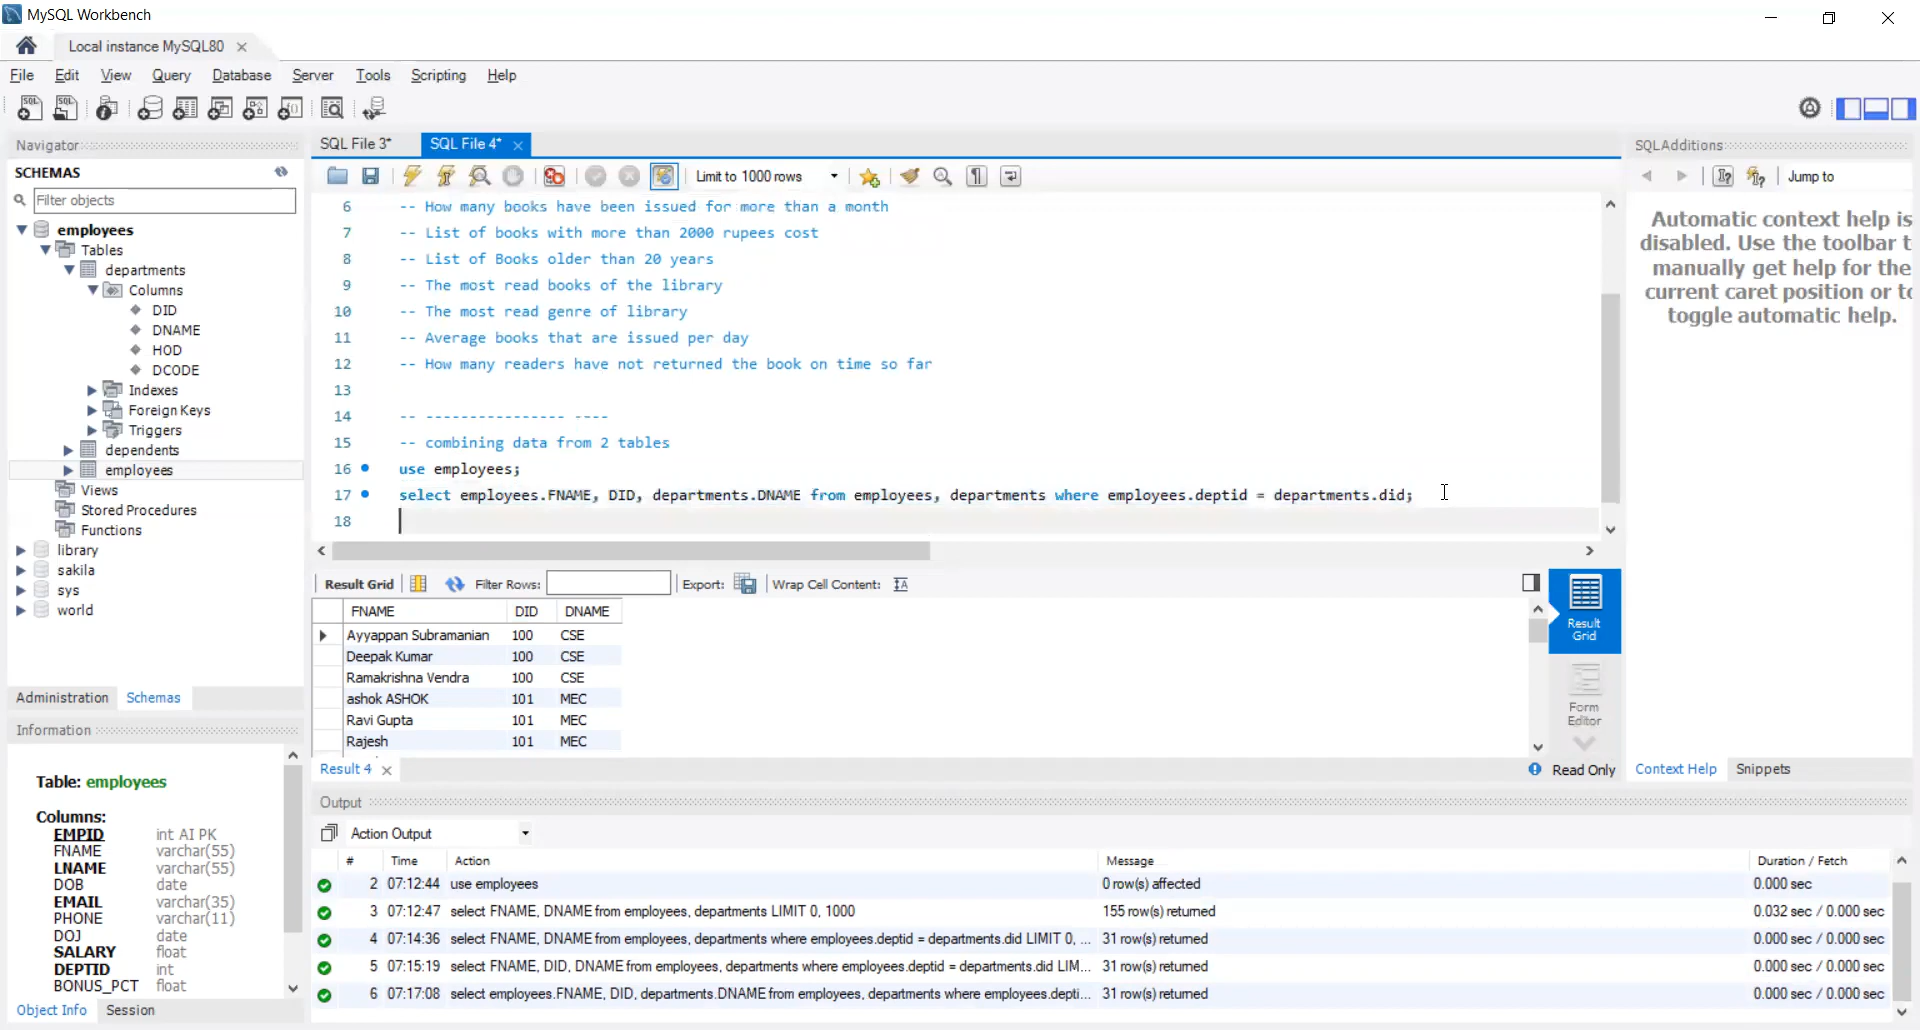 MySQL Workbench
Local instance MySQL80
File Edit View Query Database Server Tools Scripting Help
Navigator
SCHEMAS
Filter objects
employees
Tables
departments
Columns
DID
DNAME
HOD
DCODE
Indexes
Foreign Keys
Triggers
dependents
employees
Views
Stored Procedures
Functions
library
sakila
sys
world
Administration Schemas
Information
Table: employees
Columns:
EMPID int AI PK
FNAME varchar(55)
LNAME varchar(55)
DOB date
EMAIL varchar(35)
PHONE varchar(11)
DOJ date
SALARY float
DEPTID int
BONUS_PCT float
Object Info Session
SQL File 3* SQL File 4*
Limit to 1000 rows
6 -- How many books have been issued for more than a month
7 -- List of books with more than 2000 rupees cost
8 -- List of Books older than 20 years
9 -- The most read books of the library
10 -- The most read genre of library
11 -- Average books that are issued per day
12 -- How many readers have not returned the book on time so far
13
14 -- ---------------- ----
15 -- combining data from 2 tables
16 use employees;
17 select employees.FNAME, DID, departments.DNAME from employees, departments where employees.deptid = departments.did;
18
Result Grid Filter Rows: Export: Wrap Cell Content:
FNAME DID DNAME
Ayyappan Subramanian 100 CSE
Deepak Kumar 100 CSE
Ramakrishna Vendra 100 CSE
ashok ASHOK 101 MEC
Ravi Gupta 101 MEC
Rajesh 101 MEC
Result Grid
Form Editor
Result 4
Read Only
SQLAdditions
Jump to
Automatic context help is
disabled. Use the toolbar t
manually get help for the
current caret position or to
toggle automatic help.
Context Help Snippets
Output
Action Output
# Time Action Message Duration / Fetch
2 07:12:44 use employees 0 row(s) affected 0.000 sec
3 07:12:47 select FNAME, DNAME from employees, departments LIMIT 0, 1000 155 row(s) returned 0.032 sec / 0.000 sec
4 07:14:36 select FNAME, DNAME from employees, departments where employees.deptid = departments.did LIMIT 0, ... 31 row(s) returned 0.000 sec / 0.000 sec
5 07:15:19 select FNAME, DID, DNAME from employees, departments where employees.deptid = departments.did LIM... 31 row(s) returned 0.000 sec / 0.000 sec
6 07:17:08 select employees.FNAME, DID, departments.DNAME from employees, departments where employees.depti... 31 row(s) returned 0.000 sec / 0.000 sec